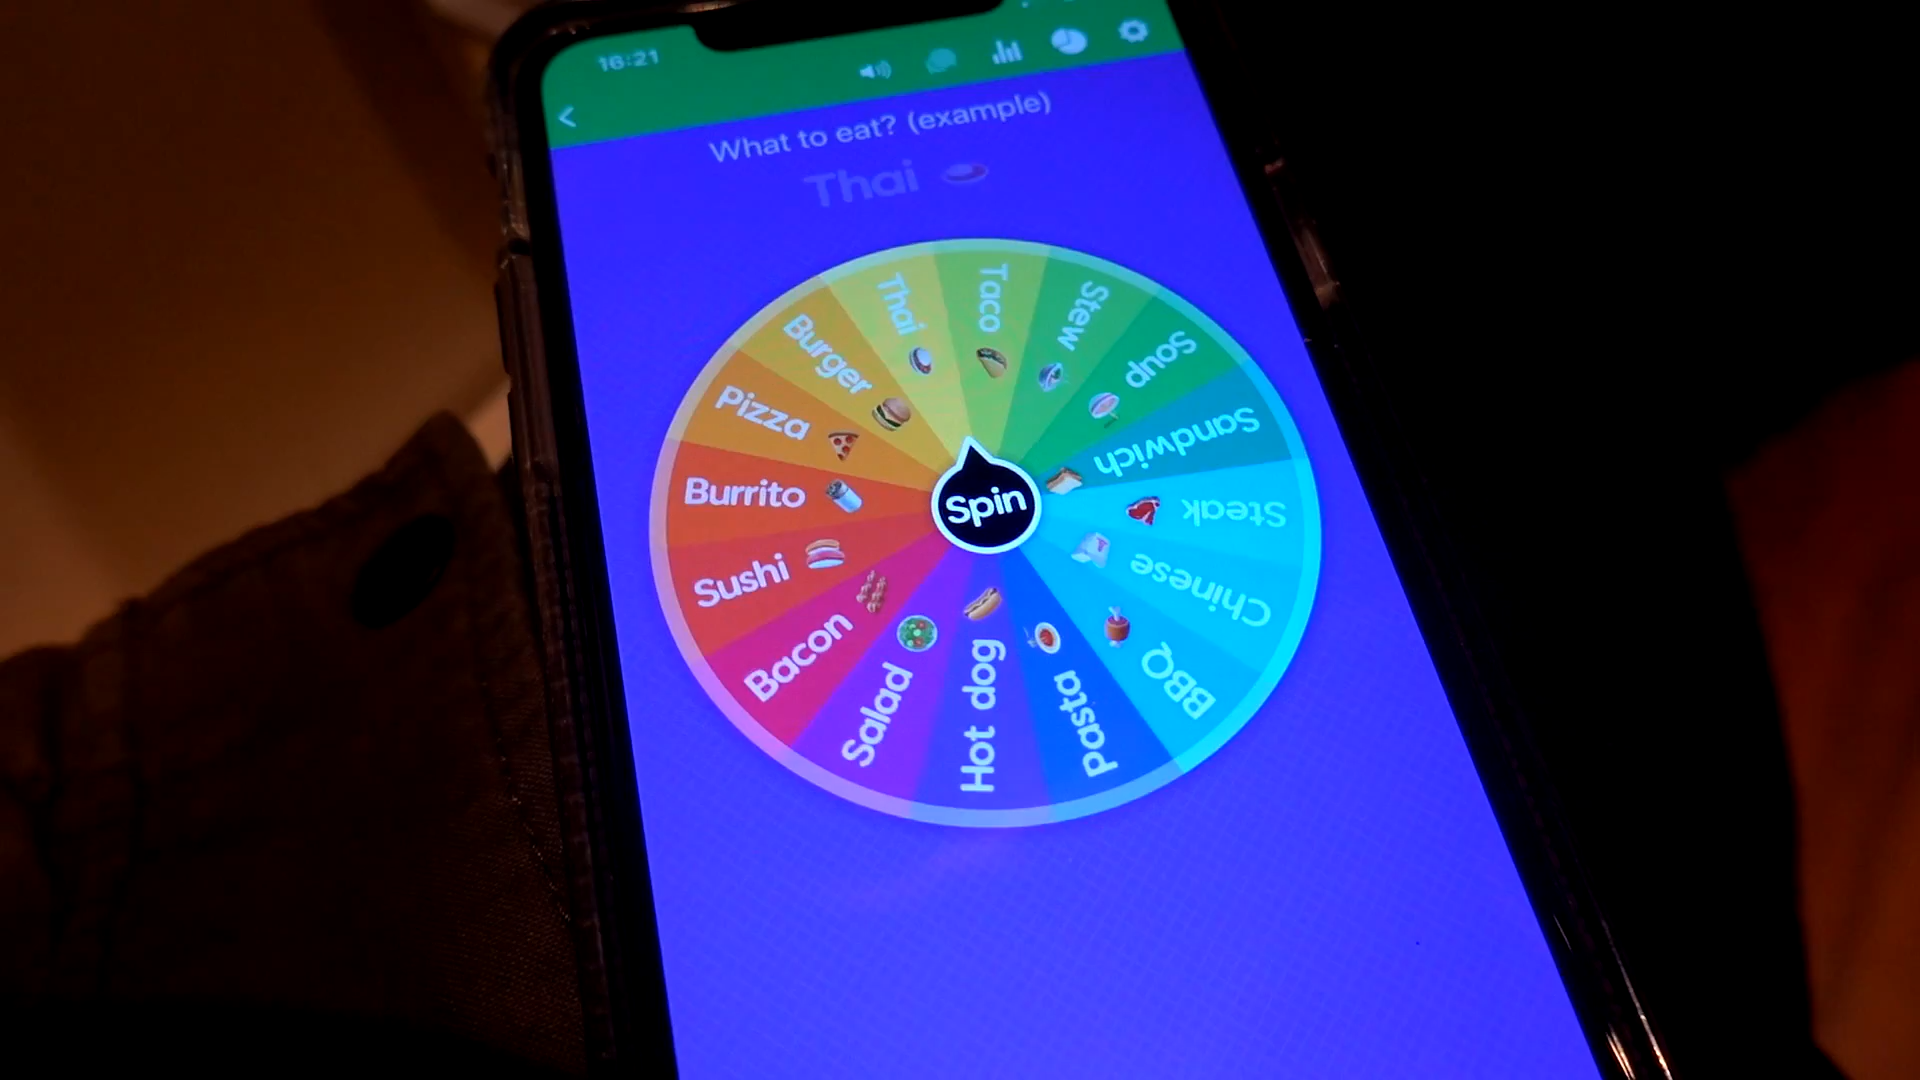 16:21
What to eat? (example)
Thai
Thai
Taco
Stew
Soup
Sandwich
Steak
Chinese
BBQ
Pasta
Hot dog
Salad
Bacon
Sushi
Burrito
Pizza
Burger
Spin